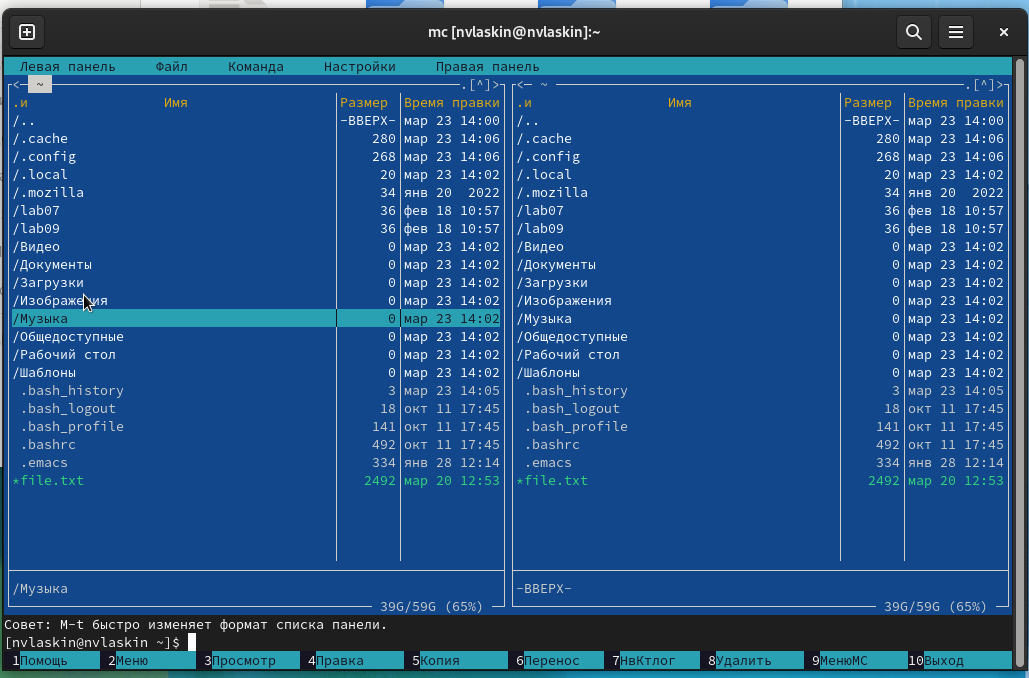 mc [nvlaskin@nvlaskin]:~
Левая панель Файл Команда Настройки Правая панель
<─ ~ .[^]> <─ ~ .[^]>
.и Имя Размер Время правки .и Имя Размер Время правки
/.. -ВВЕРХ- мар 23 14:00 /.. -ВВЕРХ- мар 23 14:00
/.cache 280 мар 23 14:06 /.cache 280 мар 23 14:06
/.config 268 мар 23 14:06 /.config 268 мар 23 14:06
/.local 20 мар 23 14:02 /.local 20 мар 23 14:02
/.mozilla 34 янв 20 2022 /.mozilla 34 янв 20 2022
/lab07 36 фев 18 10:57 /lab07 36 фев 18 10:57
/lab09 36 фев 18 10:57 /lab09 36 фев 18 10:57
/Видео 0 мар 23 14:02 /Видео 0 мар 23 14:02
/Документы 0 мар 23 14:02 /Документы 0 мар 23 14:02
/Загрузки 0 мар 23 14:02 /Загрузки 0 мар 23 14:02
/Изображения 0 мар 23 14:02 /Изображения 0 мар 23 14:02
/Музыка 0 мар 23 14:02 /Музыка 0 мар 23 14:02
/Общедоступные 0 мар 23 14:02 /Общедоступные 0 мар 23 14:02
/Рабочий стол 0 мар 23 14:02 /Рабочий стол 0 мар 23 14:02
/Шаблоны 0 мар 23 14:02 /Шаблоны 0 мар 23 14:02
.bash_history 3 мар 23 14:05 .bash_history 3 мар 23 14:05
.bash_logout 18 окт 11 17:45 .bash_logout 18 окт 11 17:45
.bash_profile 141 окт 11 17:45 .bash_profile 141 окт 11 17:45
.bashrc 492 окт 11 17:45 .bashrc 492 окт 11 17:45
.emacs 334 янв 28 12:14 .emacs 334 янв 28 12:14
*file.txt 2492 мар 20 12:53 *file.txt 2492 мар 20 12:53
/Музыка -ВВЕРХ-
39G/59G (65%) 39G/59G (65%)
Совет: M-t быстро изменяет формат списка панели.
[nvlaskin@nvlaskin ~]$
1Помощь 2Меню 3Просмотр 4Правка 5Копия 6Перенос 7НвКтлог 8Удалить 9МенюMC 10Выход